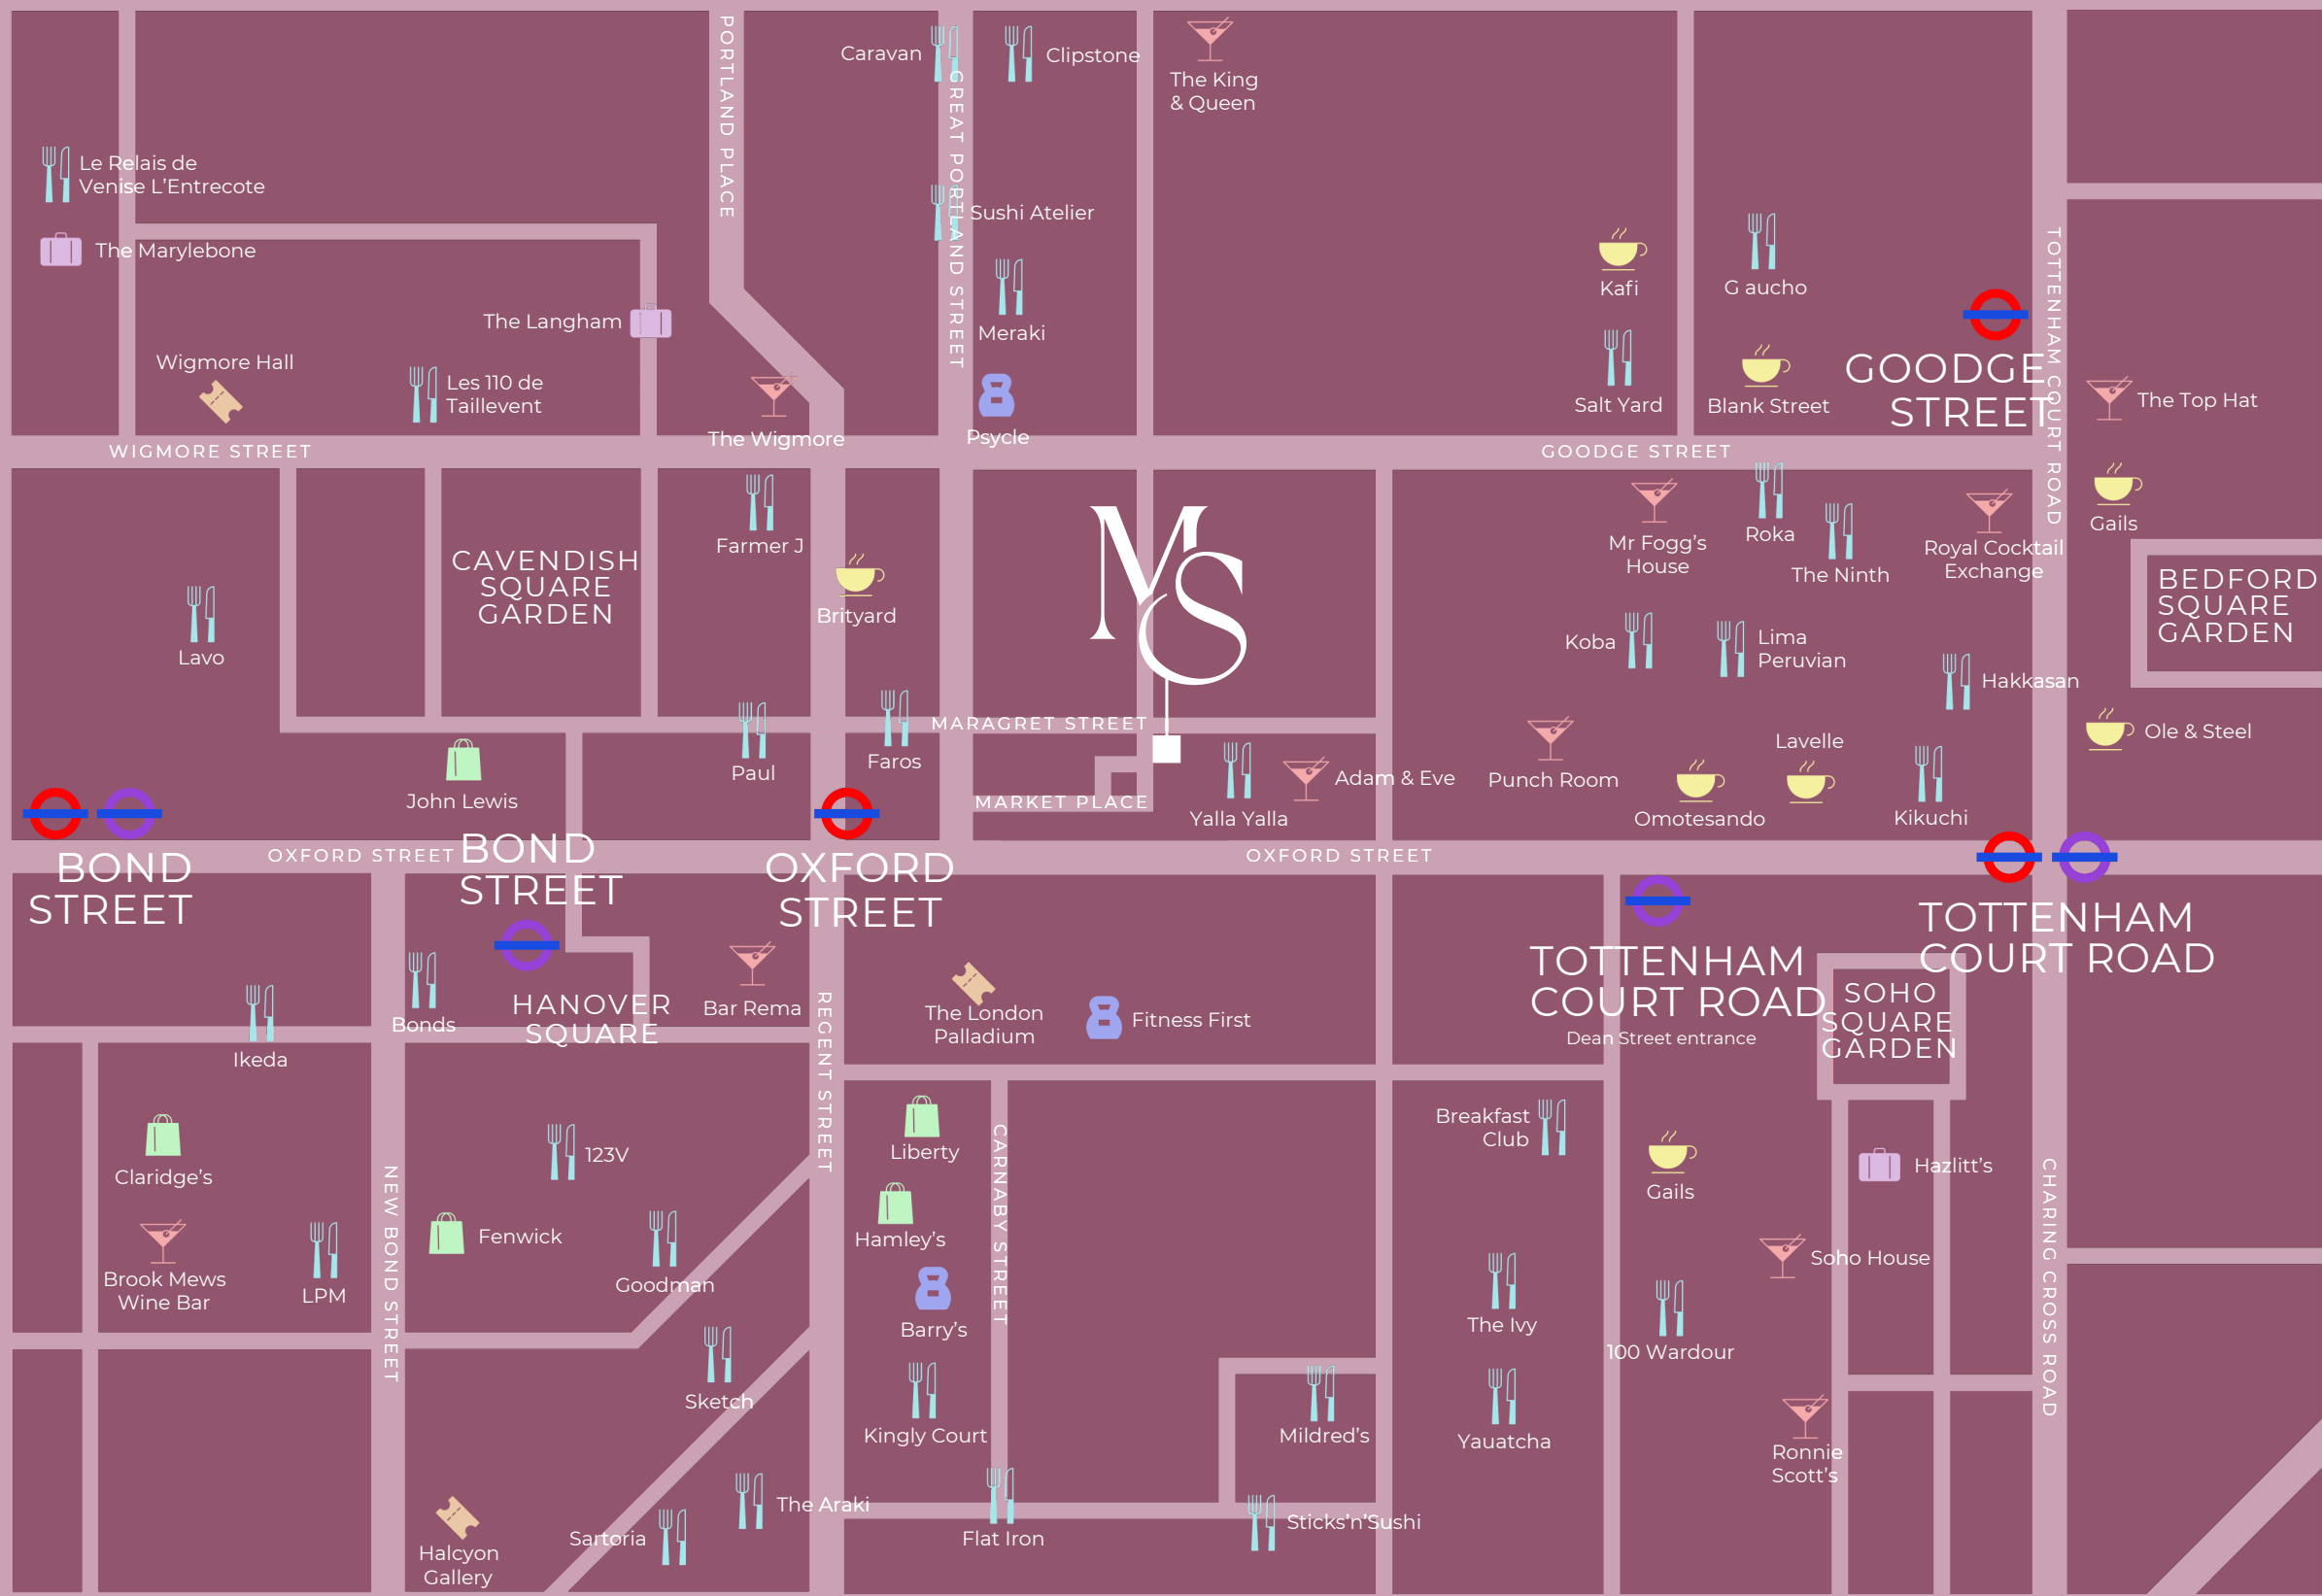 PORTLAND PLACE
GREAT PORTLAND STREET
Caravan
Clipstone
The King
& Queen
Le Relais de
Venise L'Entrecote
The Marylebone
Sushi Atelier
Meraki
The Langham
Wigmore Hall
Les 110 de
Taillevent
The Wigmore
Psycle
Kafi
G aucho
Salt Yard
Blank Street
GOODGE
STREET
TOTTENHAM COURT ROAD
The Top Hat
WIGMORE STREET
GOODGE STREET
Farmer J
CAVENDISH
SQUARE
GARDEN
Brityard
Lavo
MS
Mr Fogg's
House
Roka
The Ninth
Royal Cocktail
Exchange
Gails
BEDFORD
SQUARE
GARDEN
Koba
Lima
Peruvian
Hakkasan
MARAGRET STREET
Ole & Steel
Paul
Faros
John Lewis
MARKET PLACE
Yalla Yalla
Adam & Eve
Punch Room
Lavelle
Omotesando
Kikuchi
OXFORD STREET
OXFORD STREET
BOND
STREET
BOND
STREET
OXFORD
STREET
TOTTENHAM
COURT ROAD
TOTTENHAM
COURT ROAD
Dean Street entrance
SOHO
SQUARE
GARDEN
Ikeda
Bonds
HANOVER
SQUARE
Bar Rema
REGENT STREET
The London
Palladium
Fitness First
Claridge's
123V
Liberty
CARNABY STREET
Breakfast
Club
Gails
Hazlitt's
CHARING CROSS ROAD
Brook Mews
Wine Bar
LPM
NEW BOND STREET
Fenwick
Goodman
Hamley's
Barry's
The Ivy
Soho House
100 Wardour
Sketch
Kingly Court
Mildred's
Yauatcha
Ronnie
Scott's
Halcyon
Gallery
Sartoria
The Araki
Flat Iron
Sticks'n'Sushi